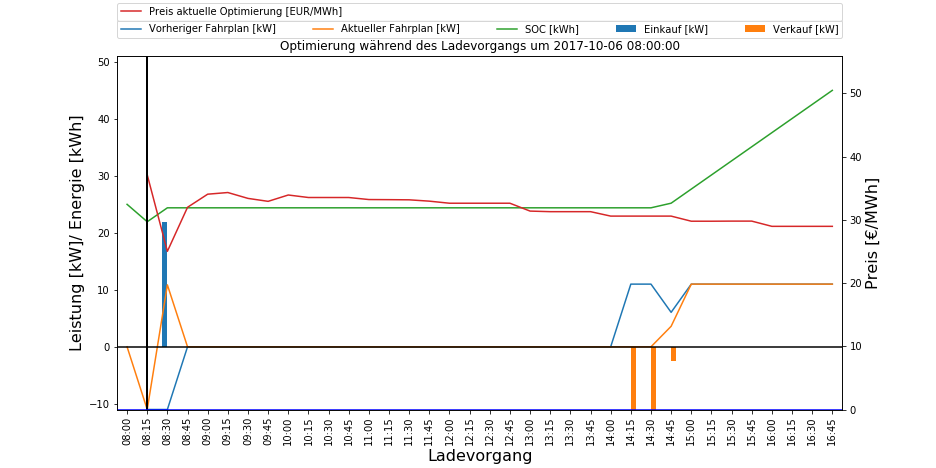 Preis aktuelle Optimierung [EUR/MWh]
Vorheriger Fahrplan [kW] Aktueller Fahrplan [kW] SOC [kWh] Einkauf [kW] Verkauf [kW]
Optimierung während des Ladevorgangs um 2017-10-06 08:00:00
Leistung [kW]/ Energie [kWh]
50
40
30
20
10
0
−10
50
40
30
20
10
0
Preis [€/MWh]
08:00 08:15 08:30 08:45 09:00 09:15 09:30 09:45 10:00 10:15 10:30 10:45 11:00 11:15 11:30 11:45 12:00 12:15 12:30 12:45 13:00 13:15 13:30 13:45 14:00 14:15 14:30 14:45 15:00 15:15 15:30 15:45 16:00 16:15 16:30 16:45
Ladevorgang